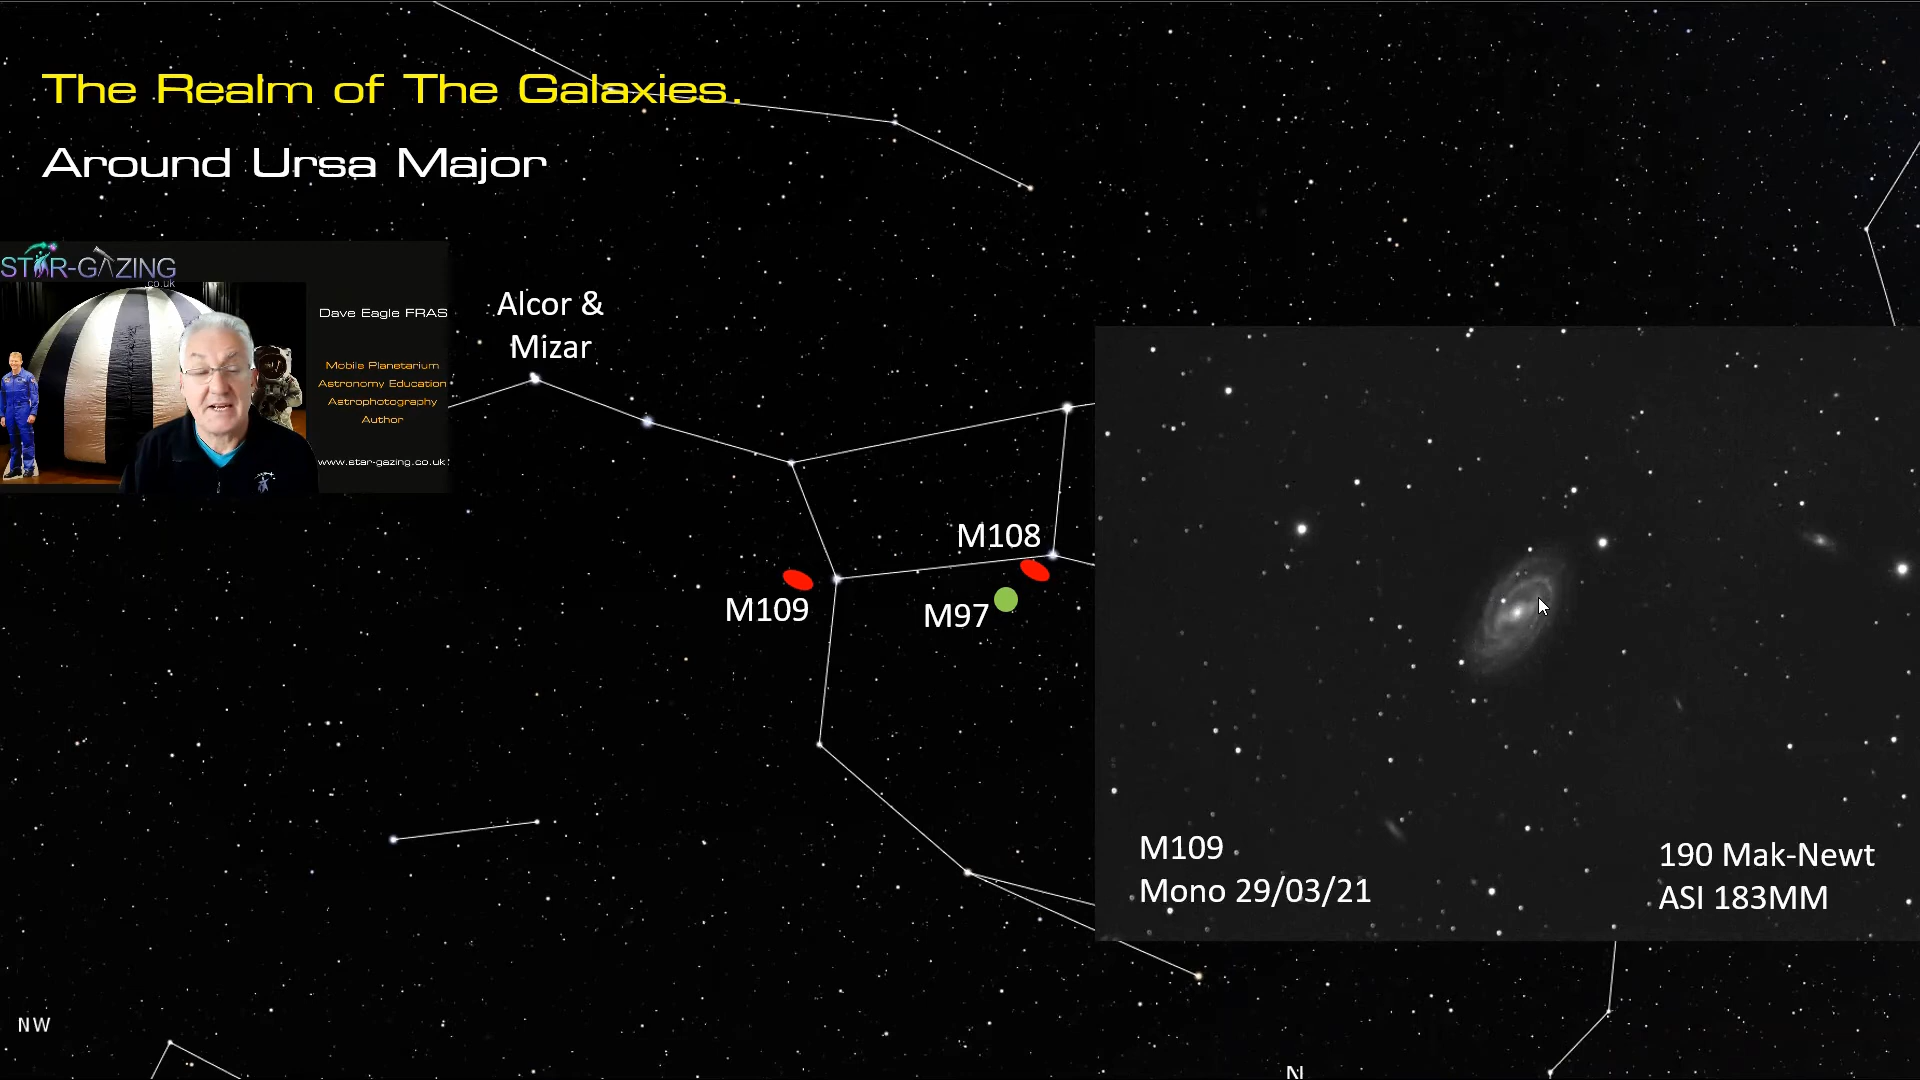 The Realm of The Galaxies.
Around Ursa Major
STAR-GAZING
.co.uk
Dave Eagle FRAS
Mobile Planetarium
Astronomy Education
Astrophotography
Author
www.star-gazing.co.uk
Alcor &
Mizar
M108
M109
M97
M109
Mono 29/03/21
190 Mak-Newt
ASI 183MM
NW
N